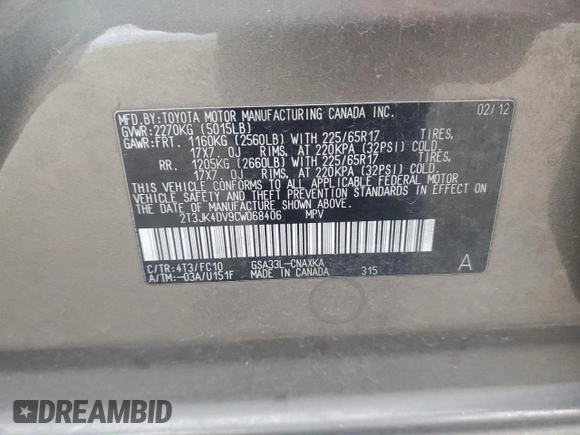 MFD.BY:TOYOTA MOTOR MANUFACTURING CANADA INC. 02/12
GVWR:2270KG (5015LB)
GAWR:FRT. 1160KG (2560LB) WITH 225/65R17 TIRES,
17X7.0J RIMS, AT 220KPA (32PSI) COLD
RR. 1205KG (2660LB) WITH 225/65R17 TIRES,
17X7.0J RIMS, AT 220KPA (32PSI) COLD.
THIS VEHICLE CONFORMS TO ALL APPLICABLE FEDERAL MOTOR
VEHICLE SAFETY AND THEFT PREVENTION STANDARDS IN EFFECT
ON THE DATE OF MANUFACTURE SHOWN ABOVE.
2T3JK4DV9CW068406 MPV
C/TR:4T3/FC10 GSA33L-CNAXKA
A/TM:-03A/U151F MADE IN CANADA 315 A
DREAMBID